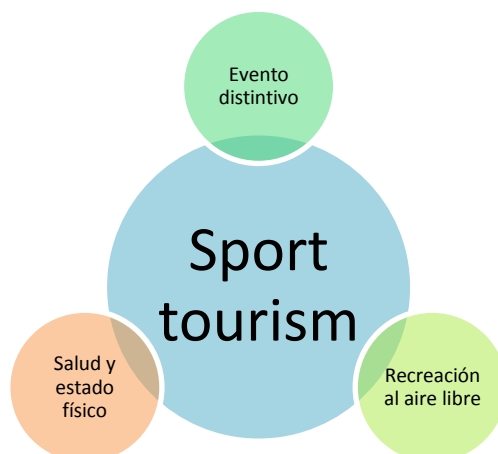 Evento
distintivo
Sport
tourism
Salud y
estado
físico
Recreación
al aire libre